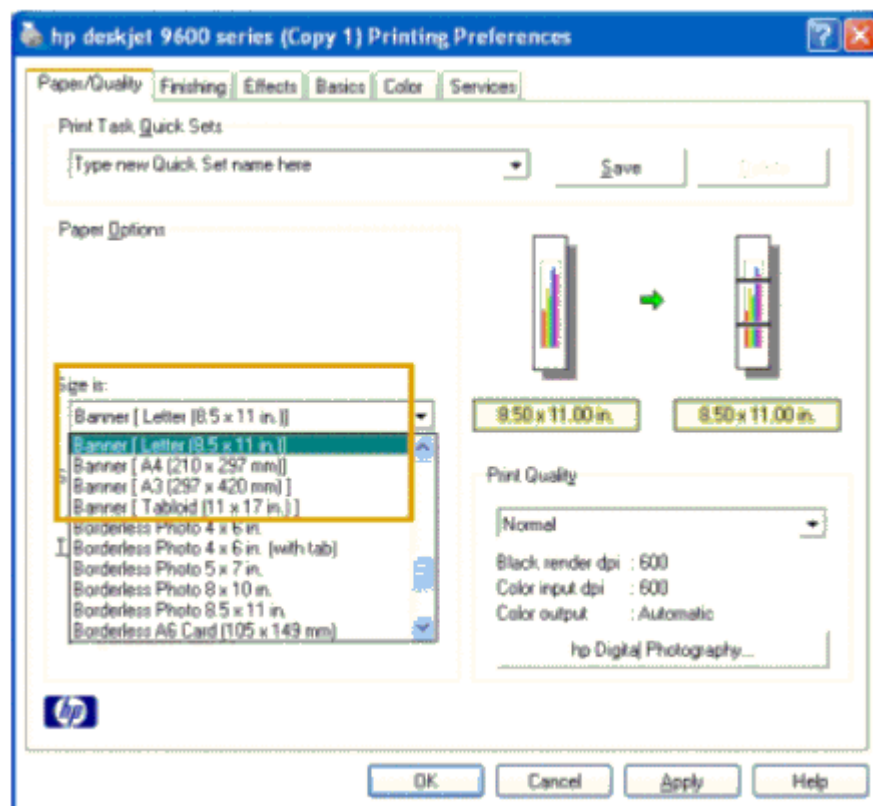 hp deskjet 9600 series (Copy 1) Printing Preferences
Paper/Quality Finishing Effects Basics Color Services
Print Task Quick Sets
Type new Quick Set name here Save
Paper Options
Size is:
Banner [ Letter (8.5 x 11 in.)]
8.50 x 11.00 in. 8.50 x 11.00 in.
Banner [ Letter (8.5 x 11 in.)]
Banner [ A4 (210 x 297 mm)]
Banner [ A3 (297 x 420 mm) ]
Banner [ Tabloid (11 x 17 in.) ]
Borderless Photo 4 x 6 in.
Borderless Photo 4 x 6 in. (with tab)
Borderless Photo 5 x 7 in.
Borderless Photo 8 x 10 in.
Borderless Photo 8.5 x 11 in.
Borderless A6 Card (105 x 149 mm)
S
I
Print Quality
Normal
Black render dpi : 600
Color input dpi : 600
Color output : Automatic
hp Digital Photography...
hp
OK Cancel Apply Help